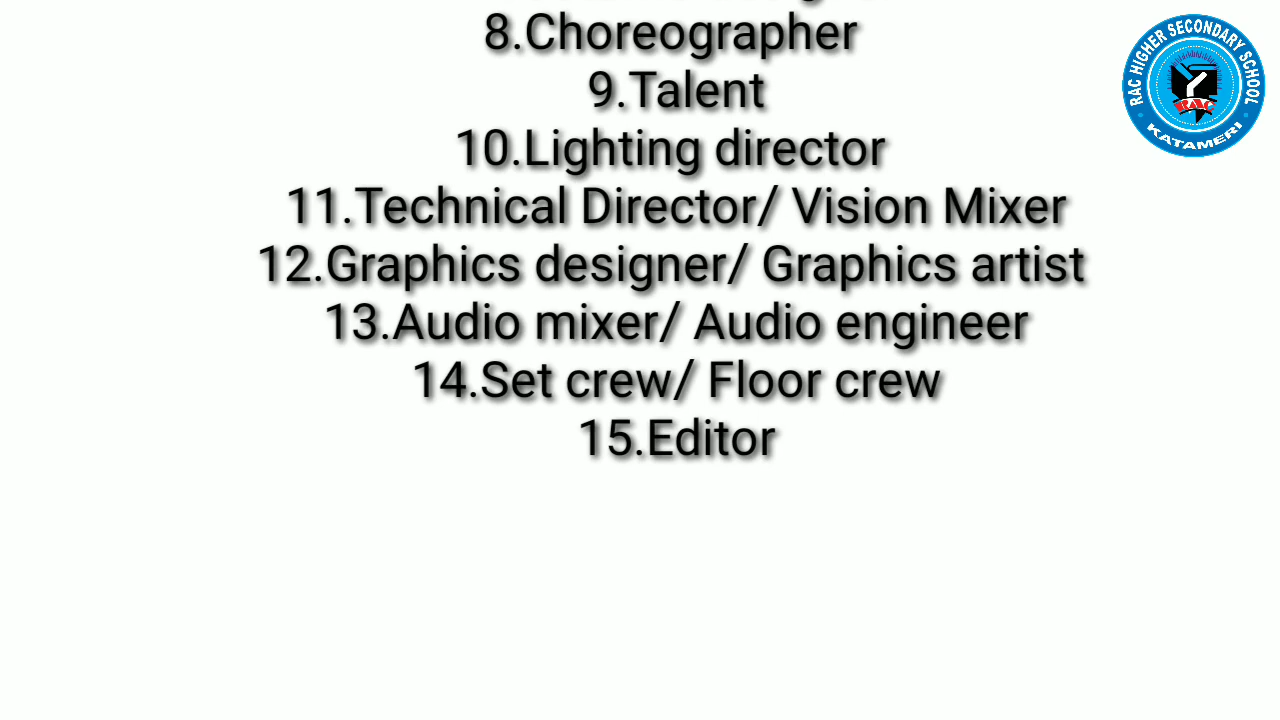 8.Choreographer
9.Talent
10.Lighting director
11.Technical Director/ Vision Mixer
12.Graphics designer/ Graphics artist
13.Audio mixer/ Audio engineer
14.Set crew/ Floor crew
15.Editor
RAC HIGHER SECONDARY SCHOOL
RAC
KATAMERI